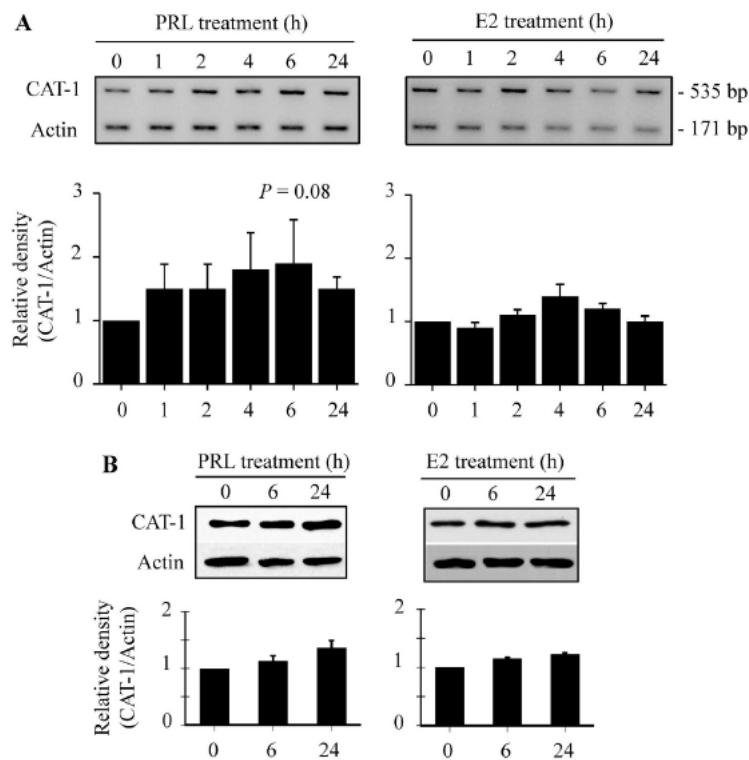 A
PRL treatment (h)
E2 treatment (h)
0 1 2 4 6 24
0 1 2 4 6 24
CAT-1
- 535 bp
Actin
- 171 bp
P = 0.08
Relative density
(CAT-1/Actin)
3
2
1
0
0 1 2 4 6 24
3
2
1
0
0 1 2 4 6 24
B
PRL treatment (h)
E2 treatment (h)
0 6 24
0 6 24
CAT-1
Actin
Relative density
(CAT-1/Actin)
2
1
0
0 6 24
2
1
0
0 6 24